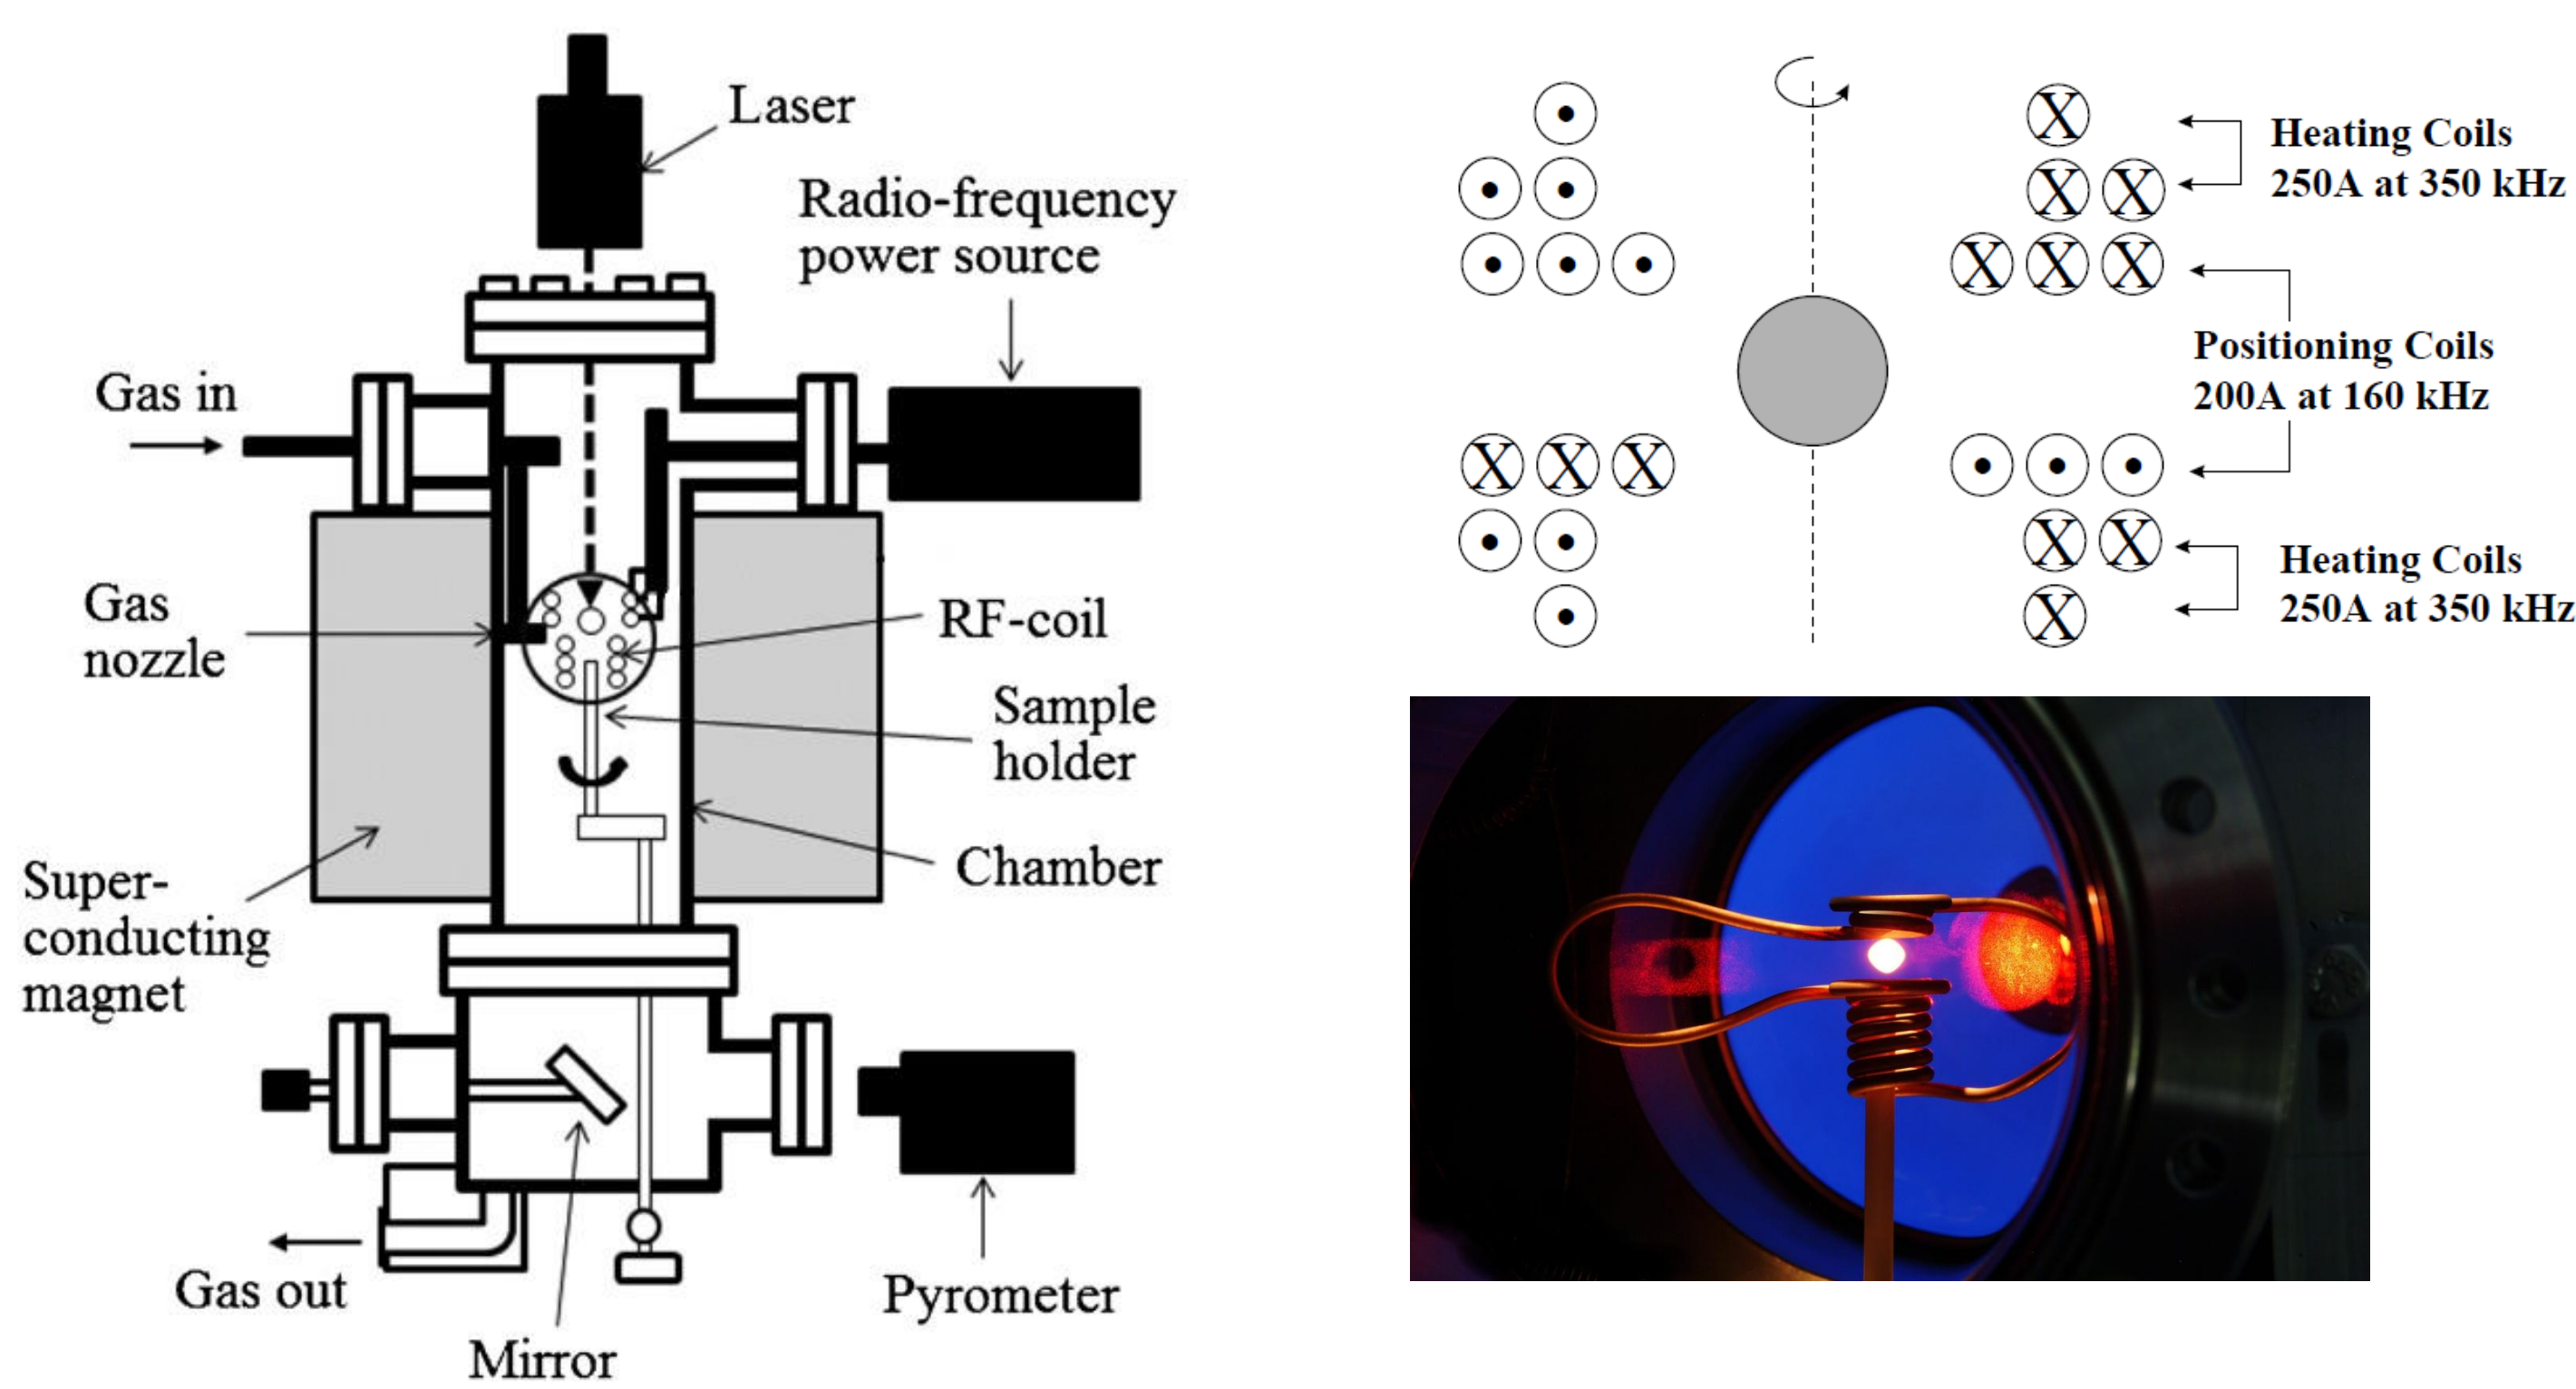 Laser
Radio-frequency
power source
Gas in
Gas
nozzle
RF-coil
Sample
holder
Chamber
Super-
conducting
magnet
Gas out
Mirror
Pyrometer
X
Heating Coils
X X
250A at 350 kHz
X X X
Positioning Coils
200A at 160 kHz
X X X
X X
Heating Coils
X
250A at 350 kHz